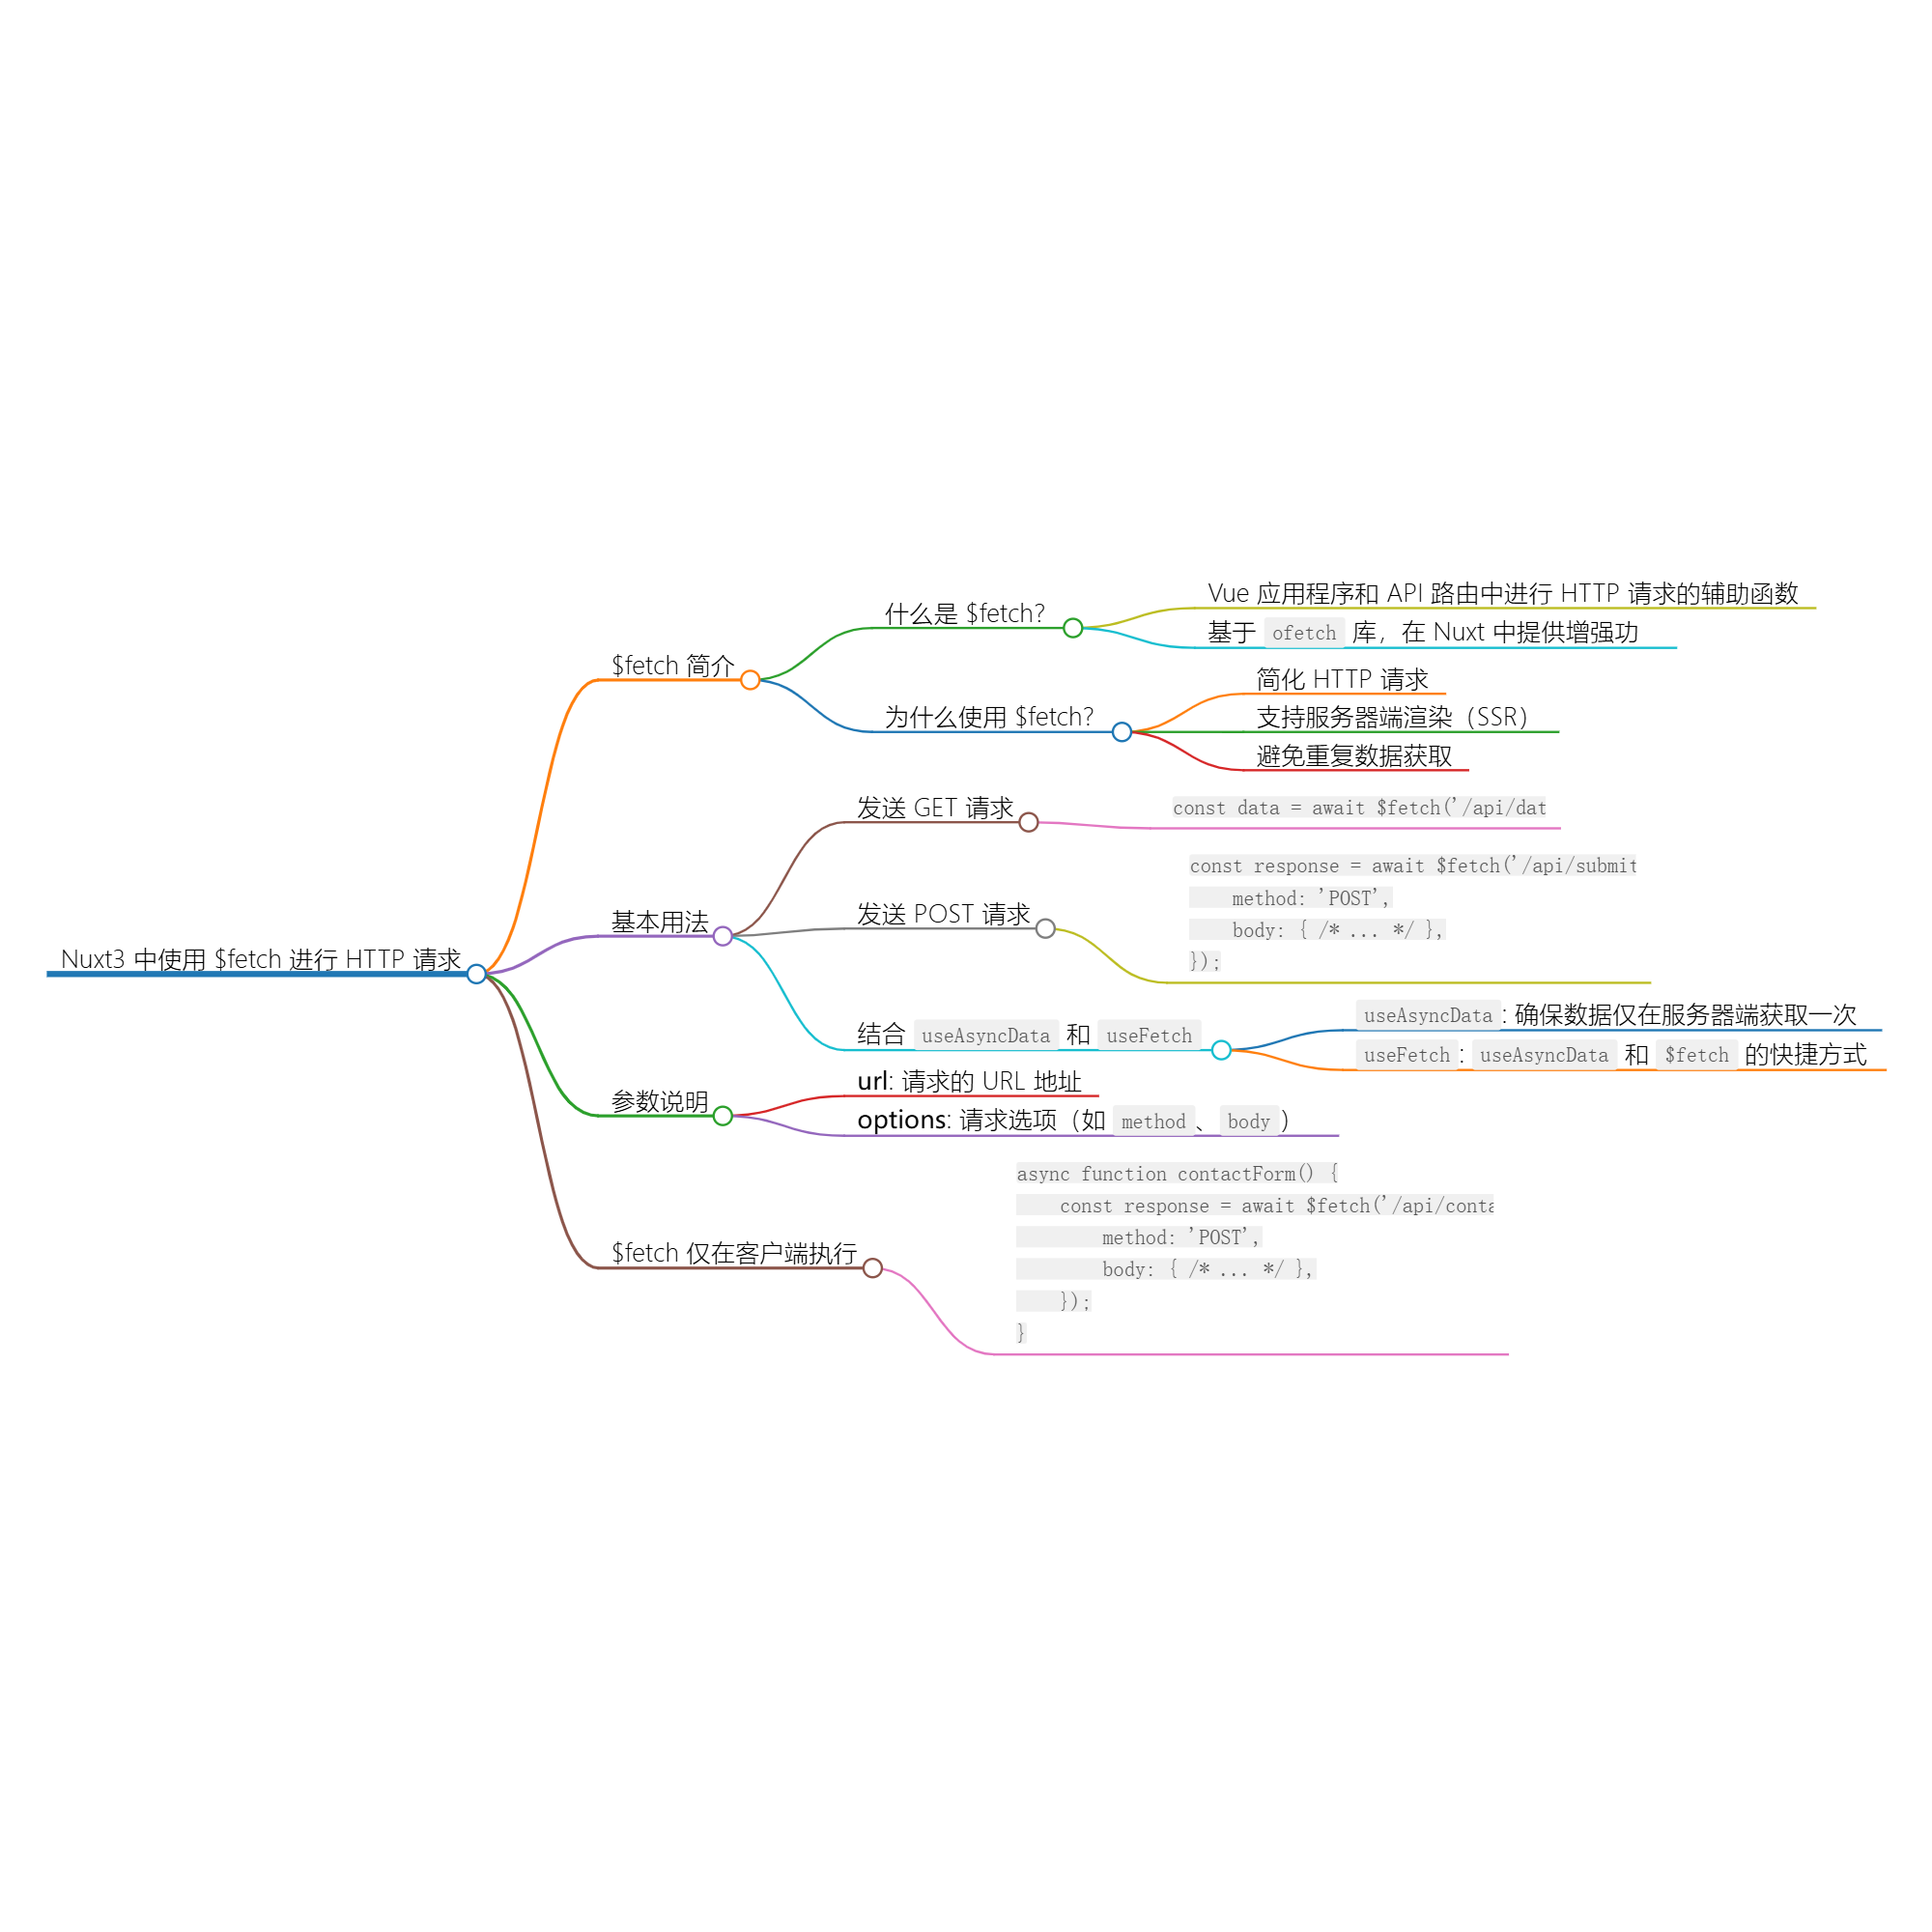 Nuxt3 中使用 $fetch 进行 HTTP 请求
$fetch 简介
什么是 $fetch?
Vue 应用程序和 API 路由中进行 HTTP 请求的辅助函数
基于 ofetch 库，在 Nuxt 中提供增强功
为什么使用 $fetch?
简化 HTTP 请求
支持服务器端渲染（SSR）
避免重复数据获取
基本用法
发送 GET 请求
const data = await $fetch('/api/dat
发送 POST 请求
const response = await $fetch('/api/submit
    method: 'POST',
    body: { /* ... */ },
});
结合 useAsyncData 和 useFetch
useAsyncData: 确保数据仅在服务器端获取一次
useFetch: useAsyncData 和 $fetch 的快捷方式
参数说明
url: 请求的 URL 地址
options: 请求选项（如 method、body）
$fetch 仅在客户端执行
async function contactForm() {
    const response = await $fetch('/api/conta
        method: 'POST',
        body: { /* ... */ },
    });
}